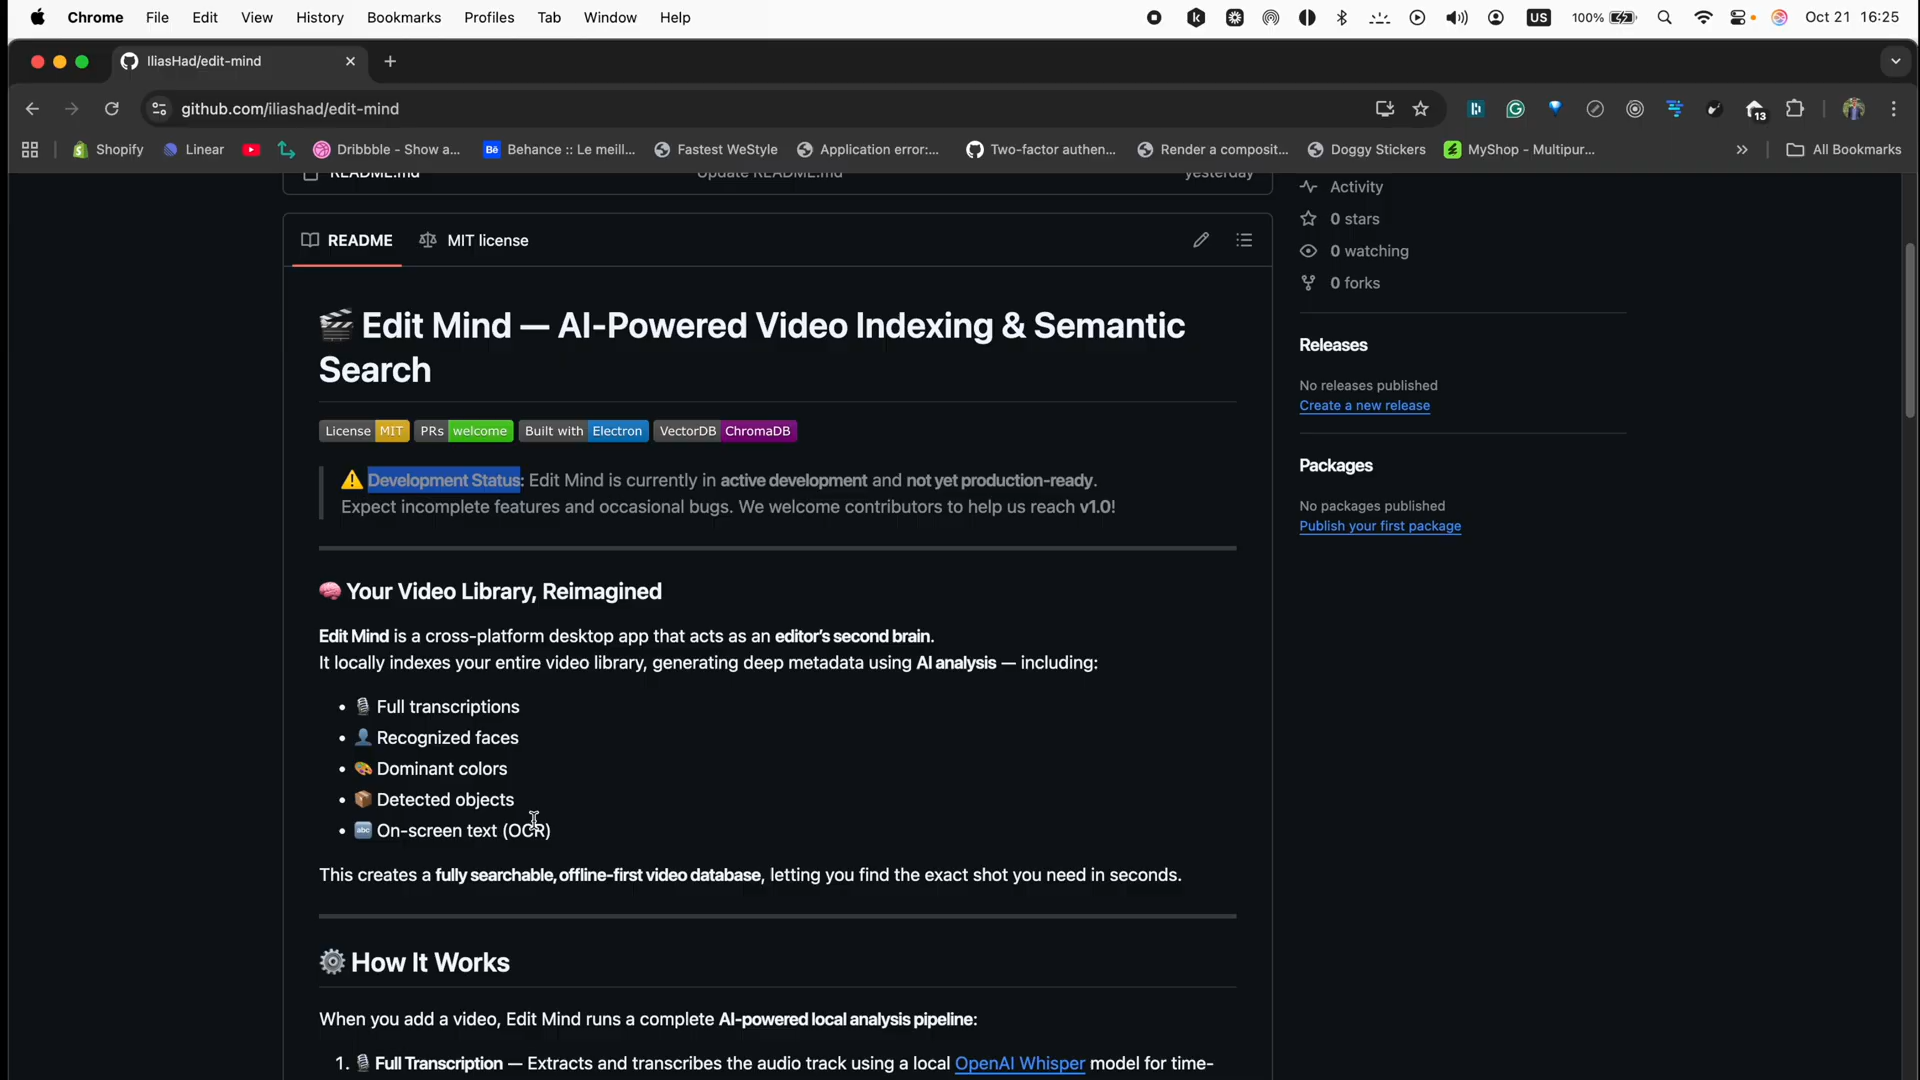 Chrome File Edit View History Bookmarks Profiles Tab Window Help US 100% Oct 21 16:25
IliasHad/edit-mind
github.com/iliashad/edit-mind 13
Shopify Linear Dribbble - Show a... Bē Behance :: Le meill... Fastest WeStyle Application error:... Two-factor authen... Render a composit... Doggy Stickers MyShop - Multipur... » All Bookmarks
README.md Update README.md yesterday
Activity
0 stars
0 watching
0 forks
README MIT license
Releases
No releases published
Create a new release
Packages
No packages published
Publish your first package
Edit Mind — AI-Powered Video Indexing & Semantic
Search
License MIT PRs welcome Built with Electron VectorDB ChromaDB
Development Status: Edit Mind is currently in active development and not yet production-ready.
Expect incomplete features and occasional bugs. We welcome contributors to help us reach v1.0!
Your Video Library, Reimagined
Edit Mind is a cross-platform desktop app that acts as an editor's second brain.
It locally indexes your entire video library, generating deep metadata using AI analysis — including:
• Full transcriptions
• Recognized faces
• Dominant colors
• Detected objects
• abc On-screen text (OCR)
This creates a fully searchable, offline-first video database, letting you find the exact shot you need in seconds.
How It Works
When you add a video, Edit Mind runs a complete AI-powered local analysis pipeline:
1. Full Transcription — Extracts and transcribes the audio track using a local OpenAI Whisper model for time-